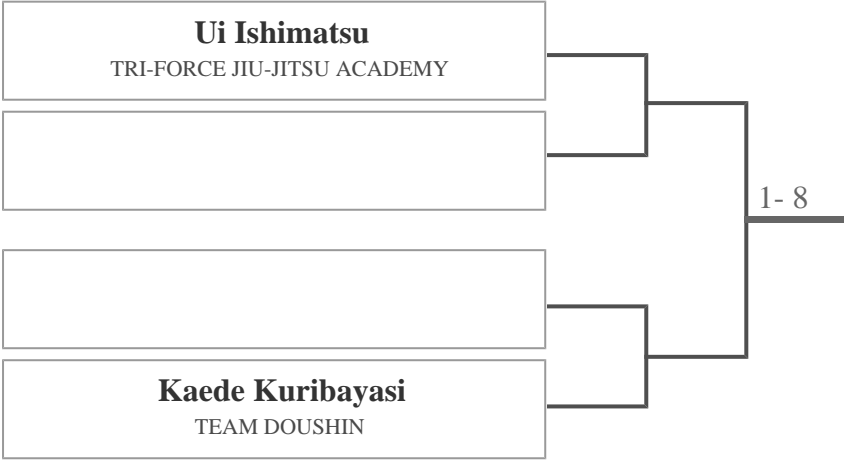 Ui Ishimatsu
TRI-FORCE JIU-JITSU ACADEMY
1- 8
Kaede Kuribayasi
TEAM DOUSHIN